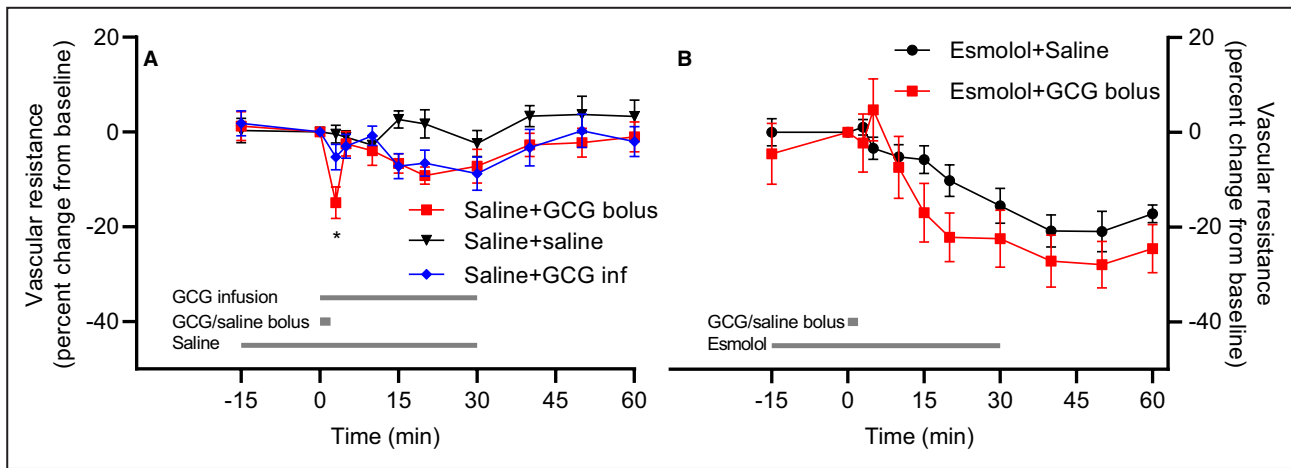 A
Vascular resistance
(percent change from baseline)
20
0
-20
-40
*
Saline+GCG bolus
Saline+saline
Saline+GCG inf
GCG infusion
GCG/saline bolus
Saline
-15 0 15 30 45 60
Time (min)
B
Esmolol+Saline
Esmolol+GCG bolus
GCG/saline bolus
Esmolol
-15 0 15 30 45 60
Time (min)
20
0
-20
-40
Vascular resistance
(percent change from baseline)